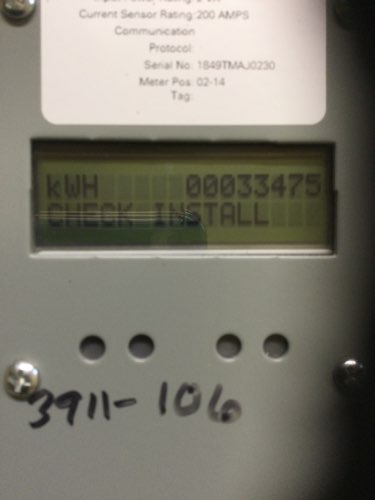 Current Sensor Rating: 200 AMPS
Communication
Protocol:
Serial No: 1849TMAJ0230
Meter Pos: 02-14
Tag:
kWH 00033475
CHECK INSTALL
3911-106